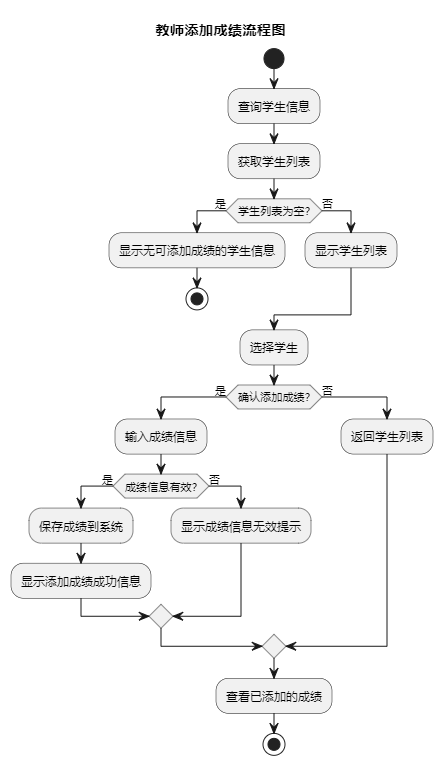 教师添加成绩流程图
查询学生信息
获取学生列表
是
学生列表为空?
否
显示无可添加成绩的学生信息
显示学生列表
选择学生
是
确认添加成绩?
否
输入成绩信息
返回学生列表
是
成绩信息有效?
否
保存成绩到系统
显示成绩信息无效提示
显示添加成绩成功信息
查看已添加的成绩